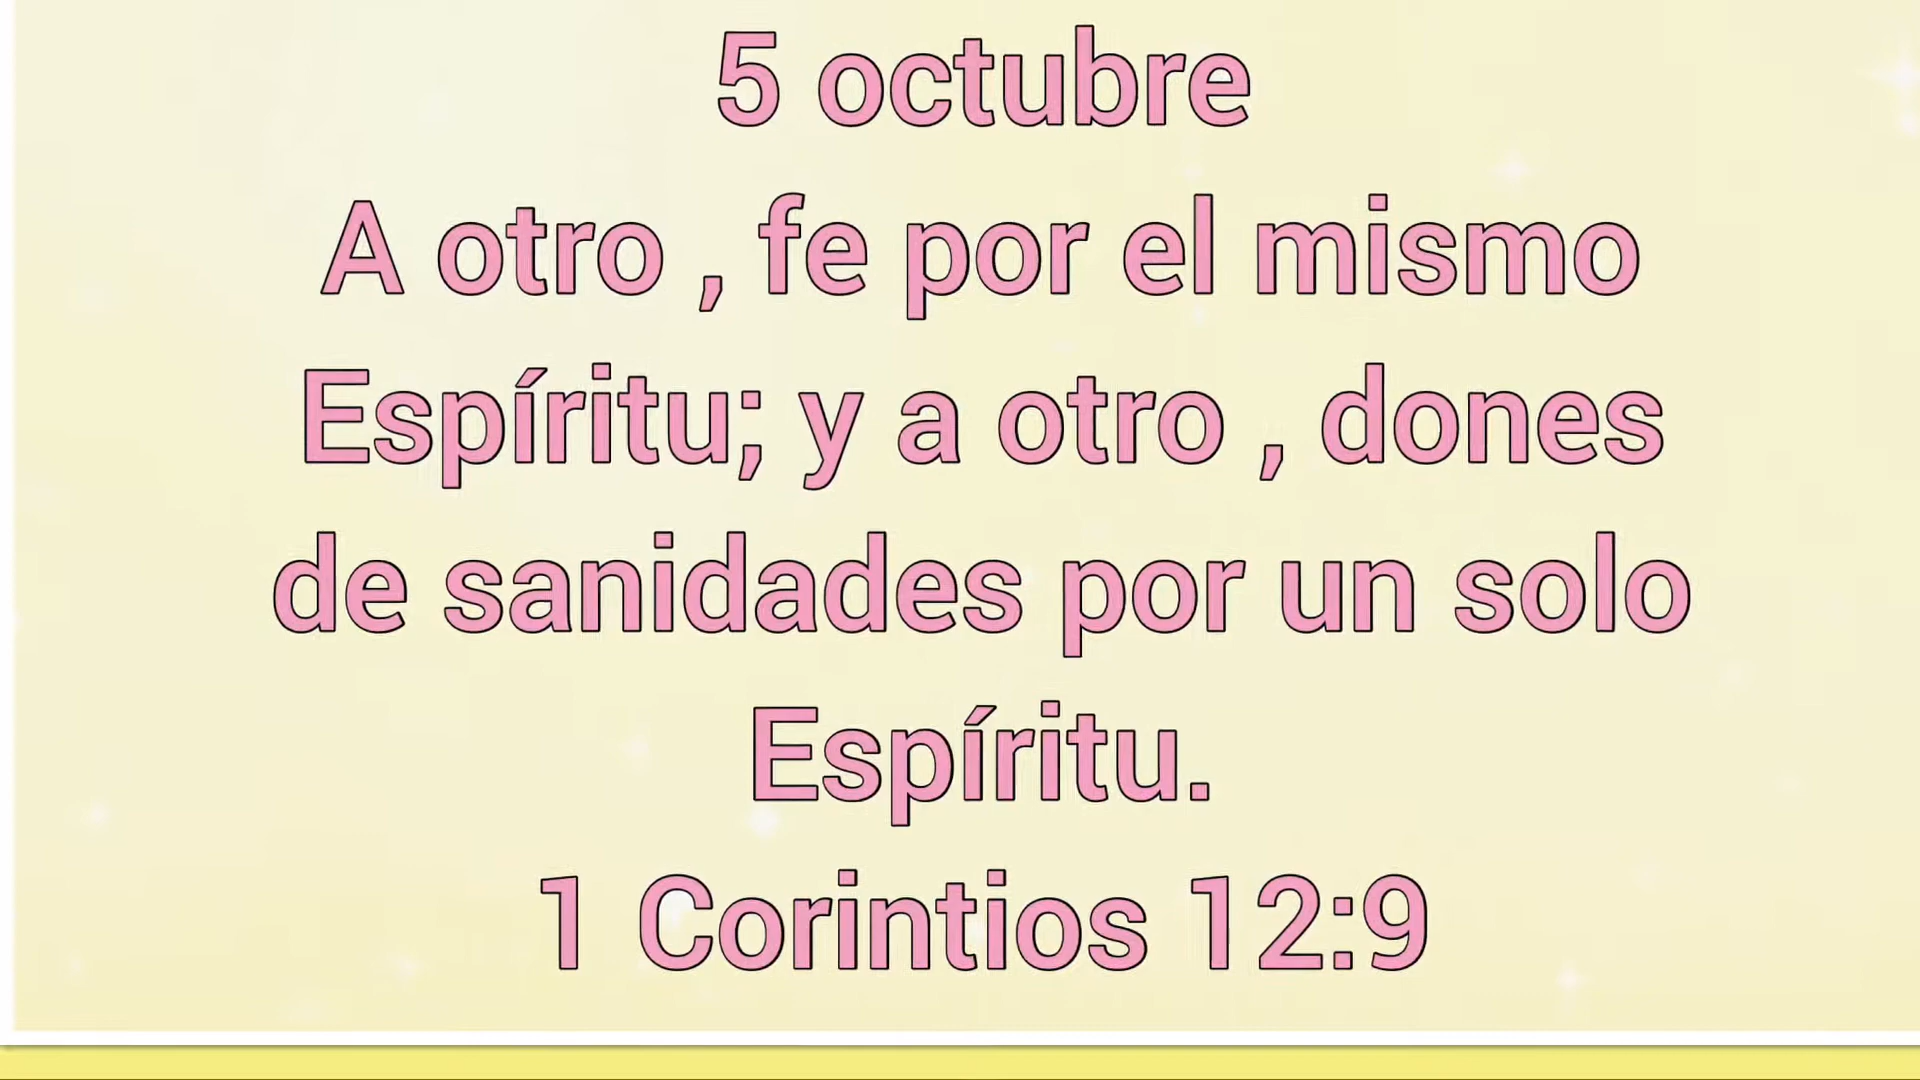 5 octubre
A otro , fe por el mismo
Espíritu; y a otro , dones
de sanidades por un solo
Espíritu.
1 Corintios 12:9